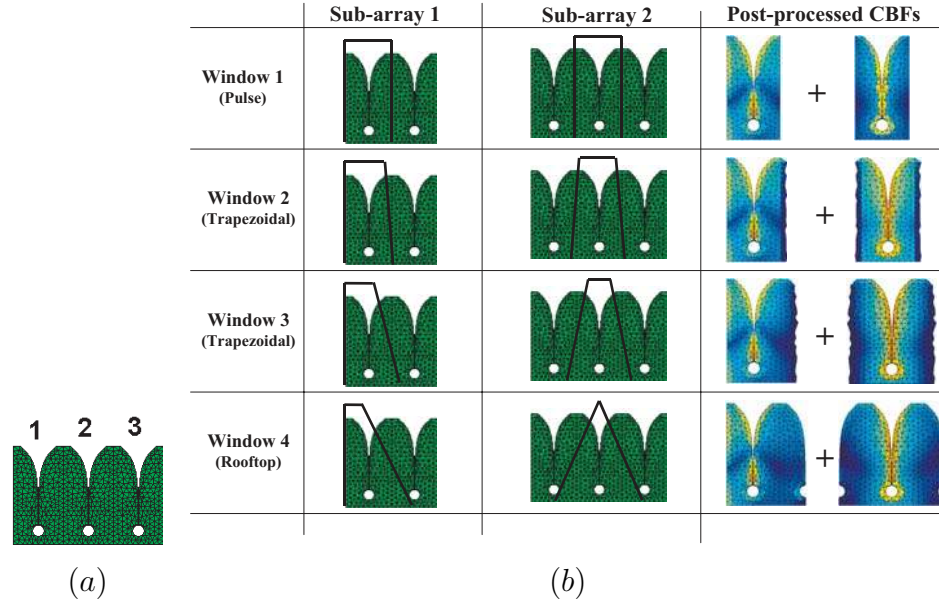 Sub-array 1 Sub-array 2 Post-processed CBFs
Window 1
(Pulse)
+
Window 2
(Trapezoidal)
+
Window 3
(Trapezoidal)
+
Window 4
(Rooftop)
+
1 2 3
(a) (b)